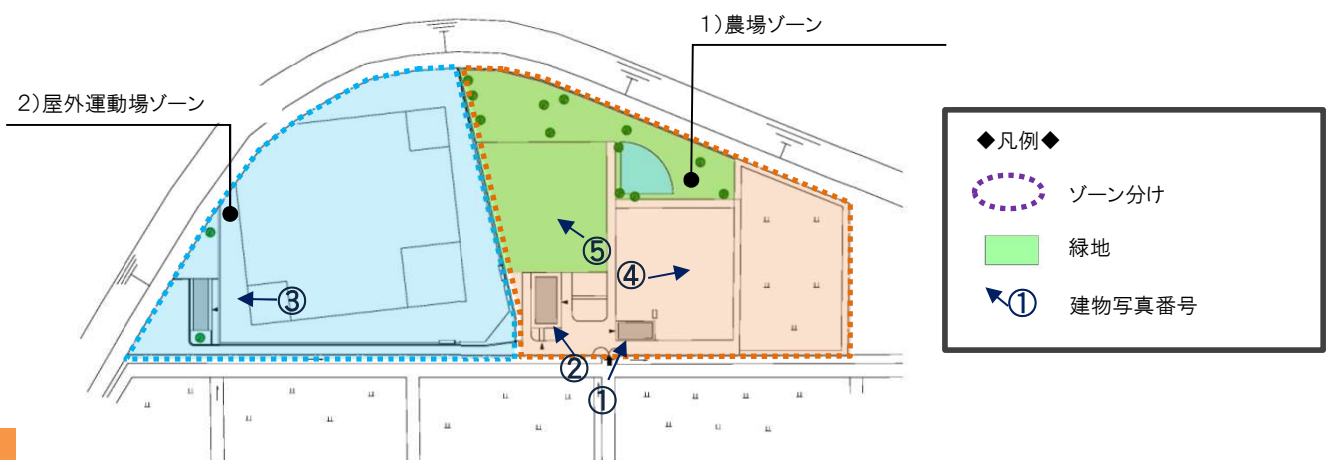 1)農場ゾーン
2)屋外運動場ゾーン
⑤
④
③
②
①
◆凡例◆
ゾーン分け
緑地
① 建物写真番号